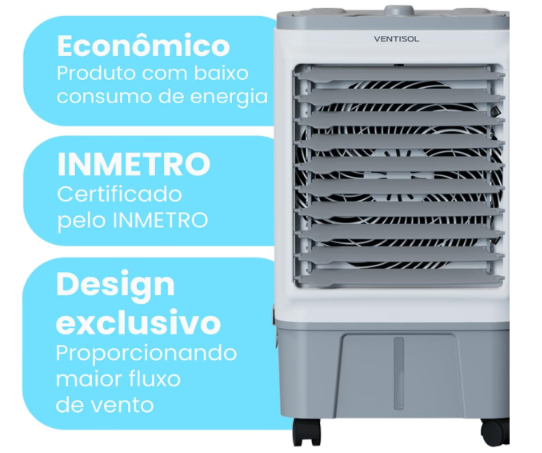 Econômico
Produto com baixo
consumo de energia
VENTISOL
INMETRO
Certificado
pelo INMETRO
Design
exclusivo
Proporcionando
maior fluxo
de vento